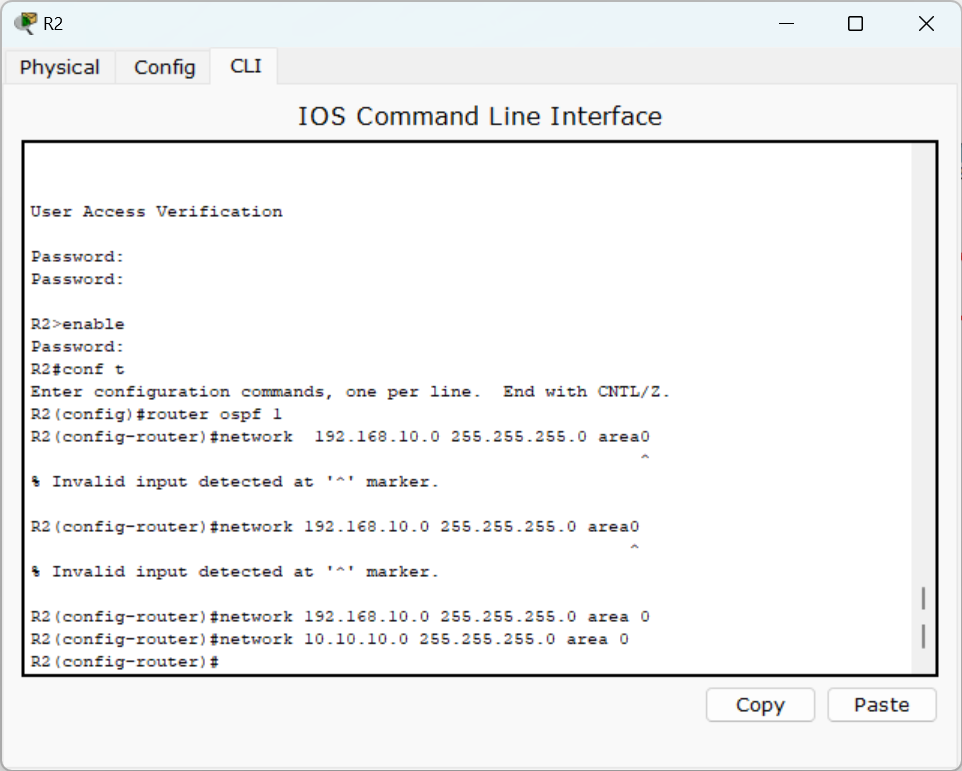 R2
Physical Config CLI
IOS Command Line Interface
User Access Verification
Password:
Password:
R2>enable
Password:
R2#conf t
Enter configuration commands, one per line.  End with CNTL/Z.
R2(config)#router ospf 1
R2(config-router)#network  192.168.10.0 255.255.255.0 area0
^
% Invalid input detected at '^' marker.
R2(config-router)#network 192.168.10.0 255.255.255.0 area0
^
% Invalid input detected at '^' marker.
R2(config-router)#network 192.168.10.0 255.255.255.0 area 0
R2(config-router)#network 10.10.10.0 255.255.255.0 area 0
R2(config-router)#
Copy Paste